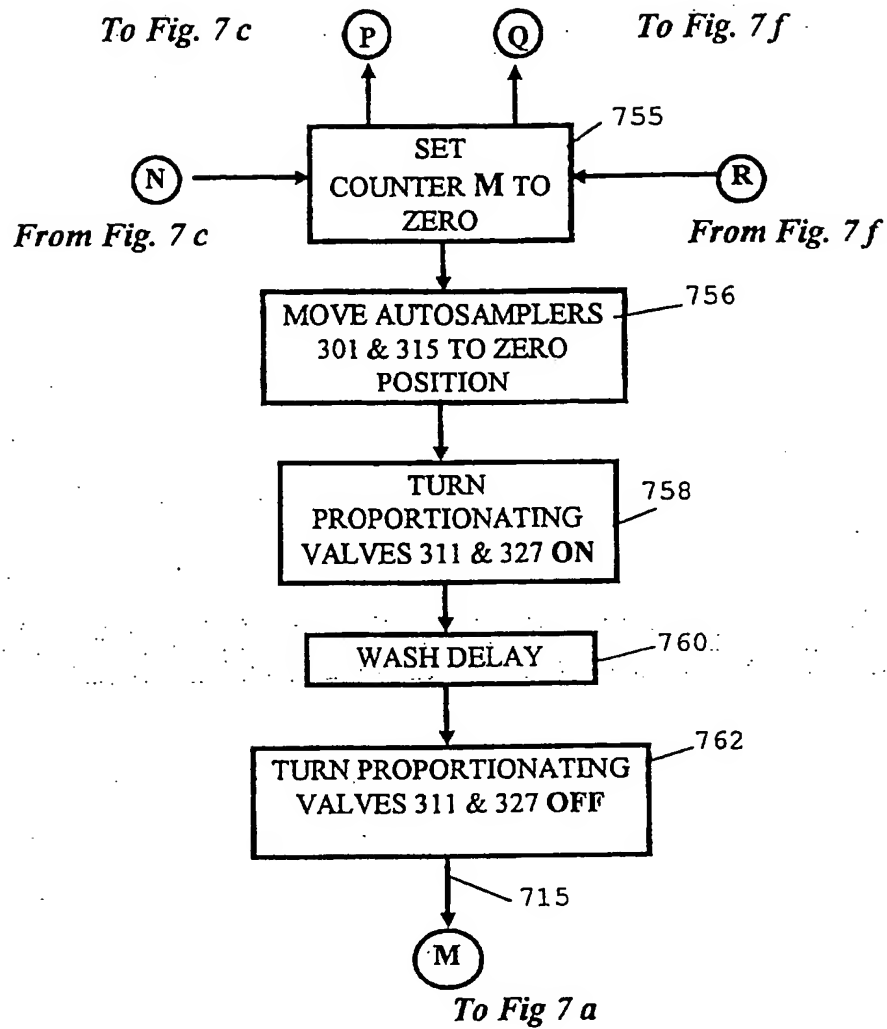 To Fig. 7 c
P
Q
To Fig. 7 f
755
SET
COUNTER M TO
ZERO
N
R
From Fig. 7 c
From Fig. 7 f
756
MOVE AUTOSAMPLERS
301 & 315 TO ZERO
POSITION
758
TURN
PROPORTIONATING
VALVES 311 & 327 ON
760
WASH DELAY
762
TURN PROPORTIONATING
VALVES 311 & 327 OFF
715
M
To Fig 7 a